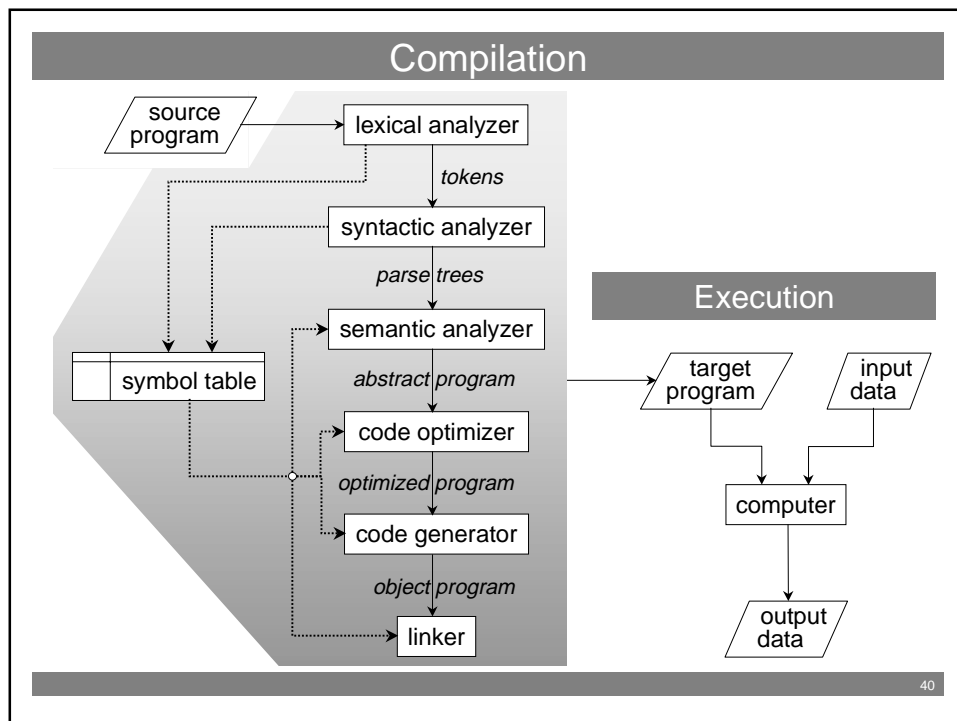 Compilation
source
program
lexical analyzer
tokens
syntactic analyzer
parse trees
Execution
semantic analyzer
symbol table
abstract program
target
program
input
data
code optimizer
optimized program
computer
code generator
object program
output
data
linker
40